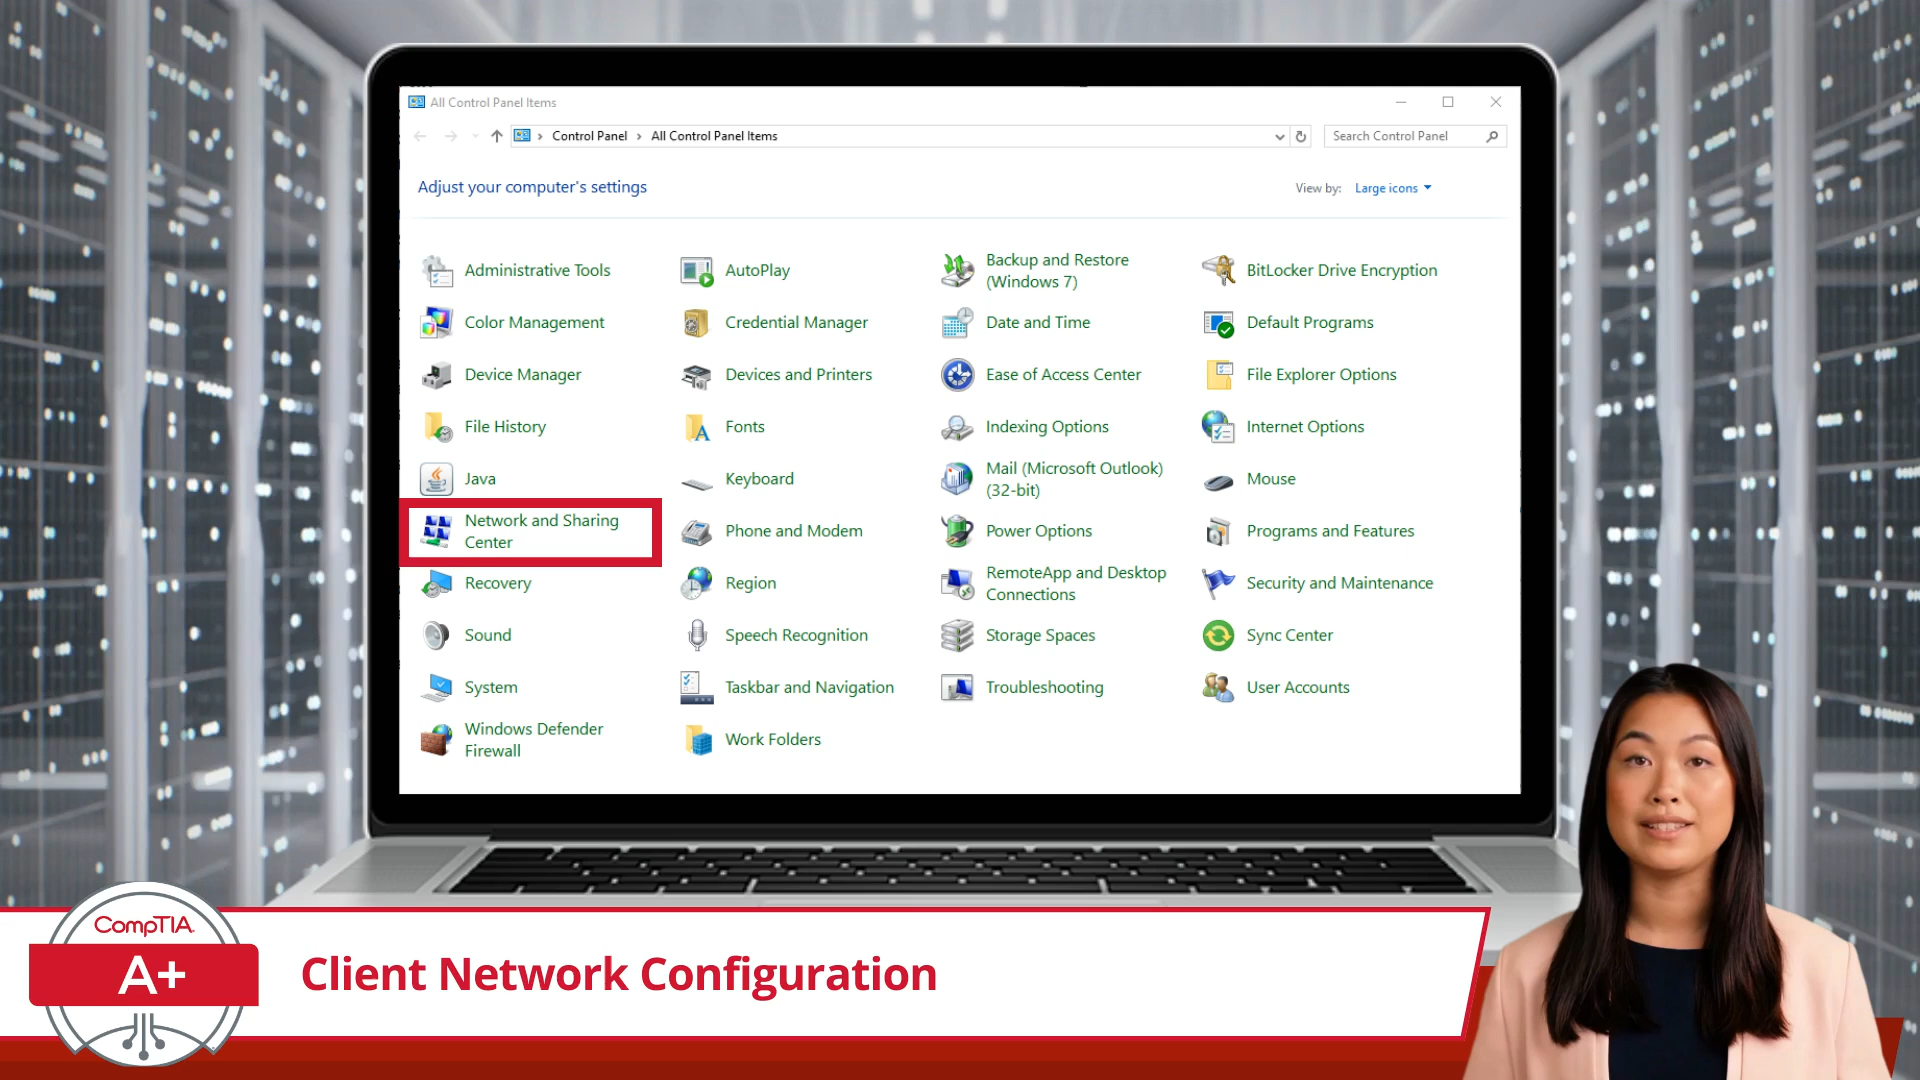 All Control Panel Items
Control Panel > All Control Panel Items
Search Control Panel
Adjust your computer's settings
View by: Large icons
Administrative Tools
AutoPlay
Backup and Restore
(Windows 7)
BitLocker Drive Encryption
Color Management
Credential Manager
Date and Time
Default Programs
Device Manager
Devices and Printers
Ease of Access Center
File Explorer Options
File History
Fonts
Indexing Options
Internet Options
Java
Keyboard
Mail (Microsoft Outlook)
(32-bit)
Mouse
Network and Sharing
Center
Phone and Modem
Power Options
Programs and Features
Recovery
Region
RemoteApp and Desktop
Connections
Security and Maintenance
Sound
Speech Recognition
Storage Spaces
Sync Center
System
Taskbar and Navigation
Troubleshooting
User Accounts
Windows Defender
Firewall
Work Folders
CompTIA
A+
Client Network Configuration